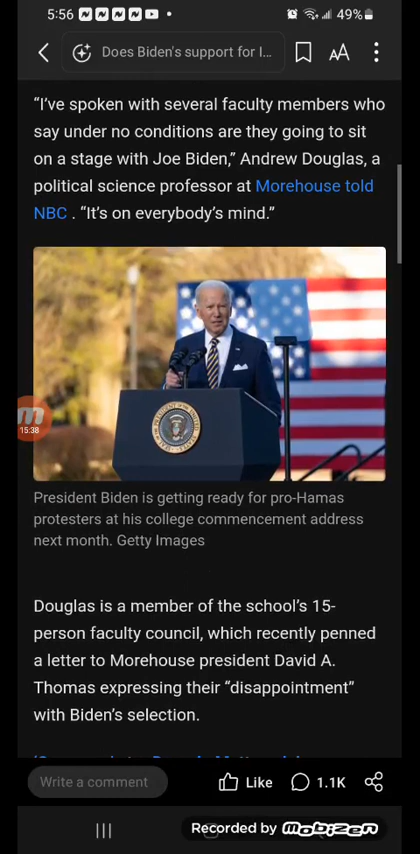 5:56
49%
Does Biden's support for I...
AA
“I’ve spoken with several faculty members who
say under no conditions are they going to sit
on a stage with Joe Biden,” Andrew Douglas, a
political science professor at Morehouse told
NBC . “It’s on everybody’s mind.”
15:38
President Biden is getting ready for pro-Hamas
protesters at his college commencement address
next month. Getty Images
Douglas is a member of the school’s 15-
person faculty council, which recently penned
a letter to Morehouse president David A.
Thomas expressing their “disappointment”
with Biden’s selection.
Write a comment
Like
1.1K
Recorded by mobizen